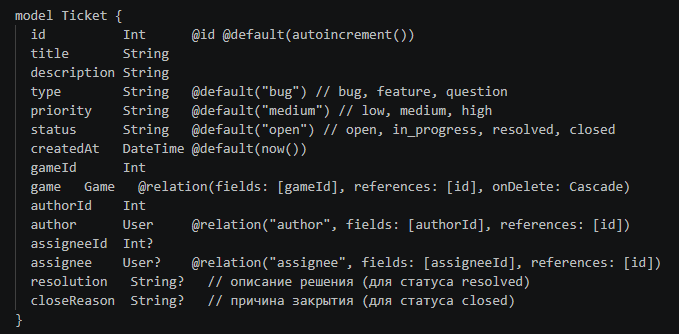 model Ticket {
  id          Int      @id @default(autoincrement())
  title       String
  description String
  type        String   @default("bug") // bug, feature, question
  priority    String   @default("medium") // low, medium, high
  status      String   @default("open") // open, in_progress, resolved, closed
  createdAt   DateTime @default(now())
  gameId      Int
  game   Game   @relation(fields: [gameId], references: [id], onDelete: Cascade)
  authorId    Int
  author      User     @relation("author", fields: [authorId], references: [id])
  assigneeId  Int?
  assignee    User?    @relation("assignee", fields: [assigneeId], references: [id])
  resolution   String?   // описание решения (для статуса resolved)
  closeReason  String?   // причина закрытия (для статуса closed)
}